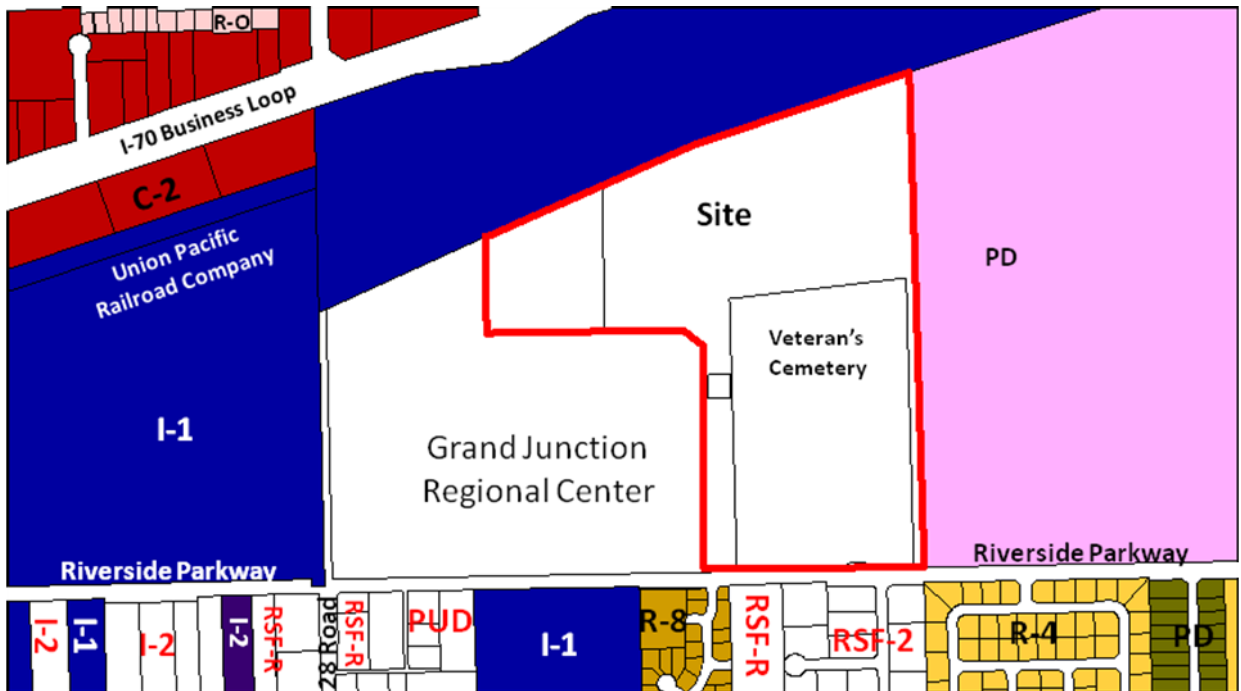 R-O
I-70 Business Loop
C-2
Site
Union Pacific
Railroad Company
PD
Veteran's
Cemetery
I-1
Grand Junction
Regional Center
Riverside Parkway
Riverside Parkway
I-2
I-1
I-2
I-2
RSF-R
28 Road
RSF-R
PUD
I-1
R-8
RSF-R
RSF-2
R-4
PD